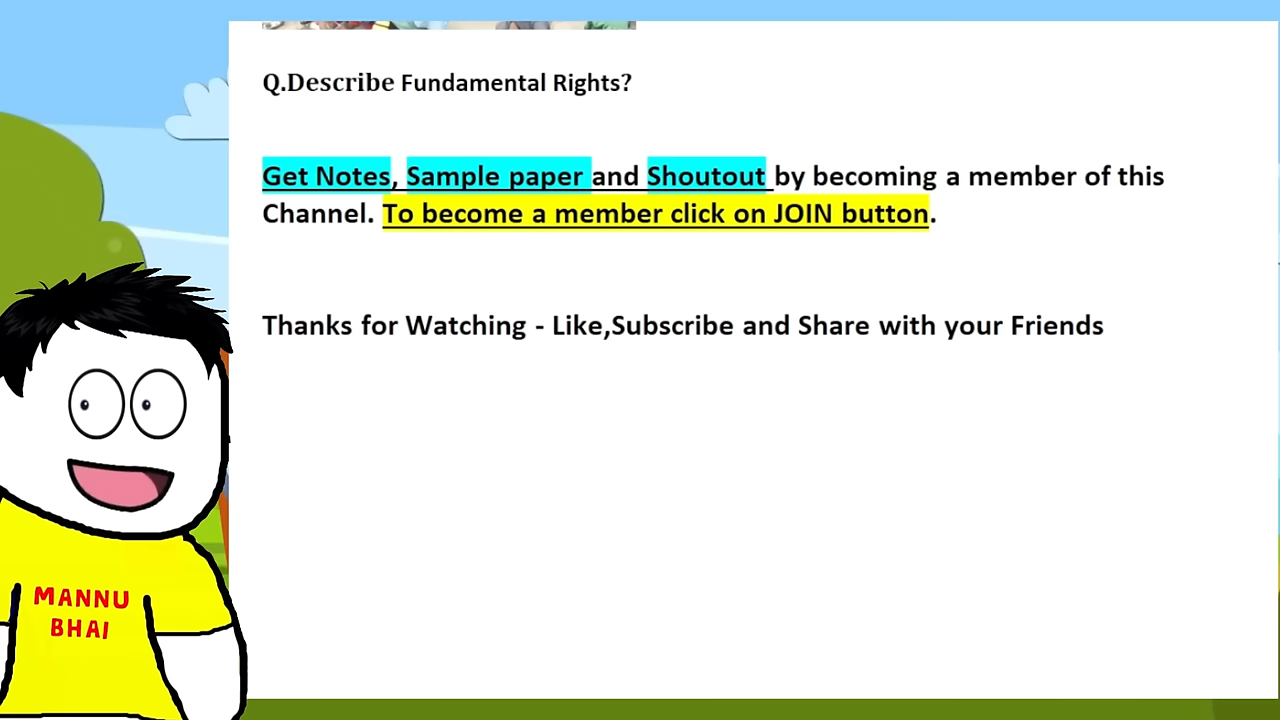 Q.Describe Fundamental Rights?
Get Notes, Sample paper and Shoutout by becoming a member of this
Channel. To become a member click on JOIN button.
Thanks for Watching - Like,Subscribe and Share with your Friends
MANNU
BHAI